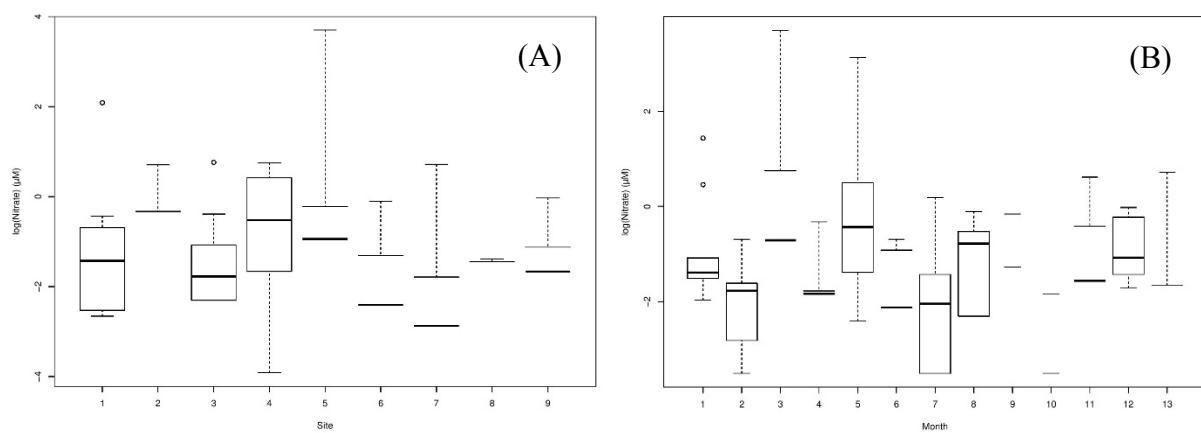 (A)
log(Nitrate) (µM)
4
2
0
−2
−4
1 2 3 4 5 6 7 8 9
Site
(B)
log(Nitrate) (µM)
2
0
−2
1 2 3 4 5 6 7 8 9 10 11 12 13
Month